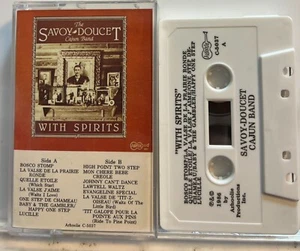 The
SAVOY-DOUCET
Cajun Band
WITH SPIRITS
Side A
BOSCO STOMP
LA VALSE DE LA PRAIRIE
RONDE
QUELLE ETOILE
(Which Star)
LA VALSE J'AIME
(Waltz I Love)
ONE STEP DE CHAMEAU
BABY & THE GAMBLER/
HAPPY ONE STEP
LUCILLE
Side B
HIGH POINT TWO STEP
MON CHERE BEBE
CREOLE
JOHNNY CAN'T DANCE
LAWTELL WALTZ
EVANGELINE SPECIAL
LA VALSE DE 'TIT-Z-
OISEAU (Waltz Of The
Little Bird)
'TIT GALOPE POUR LA
POINTE AUX PINS
(Ride To Pine Point)
Arhoolie C-5037
C-5037
A
"WITH SPIRITS"
SAVOY-DOUCET
CAJUN BAND
P&©
1986
by
Arhoolie
Productions
Inc.